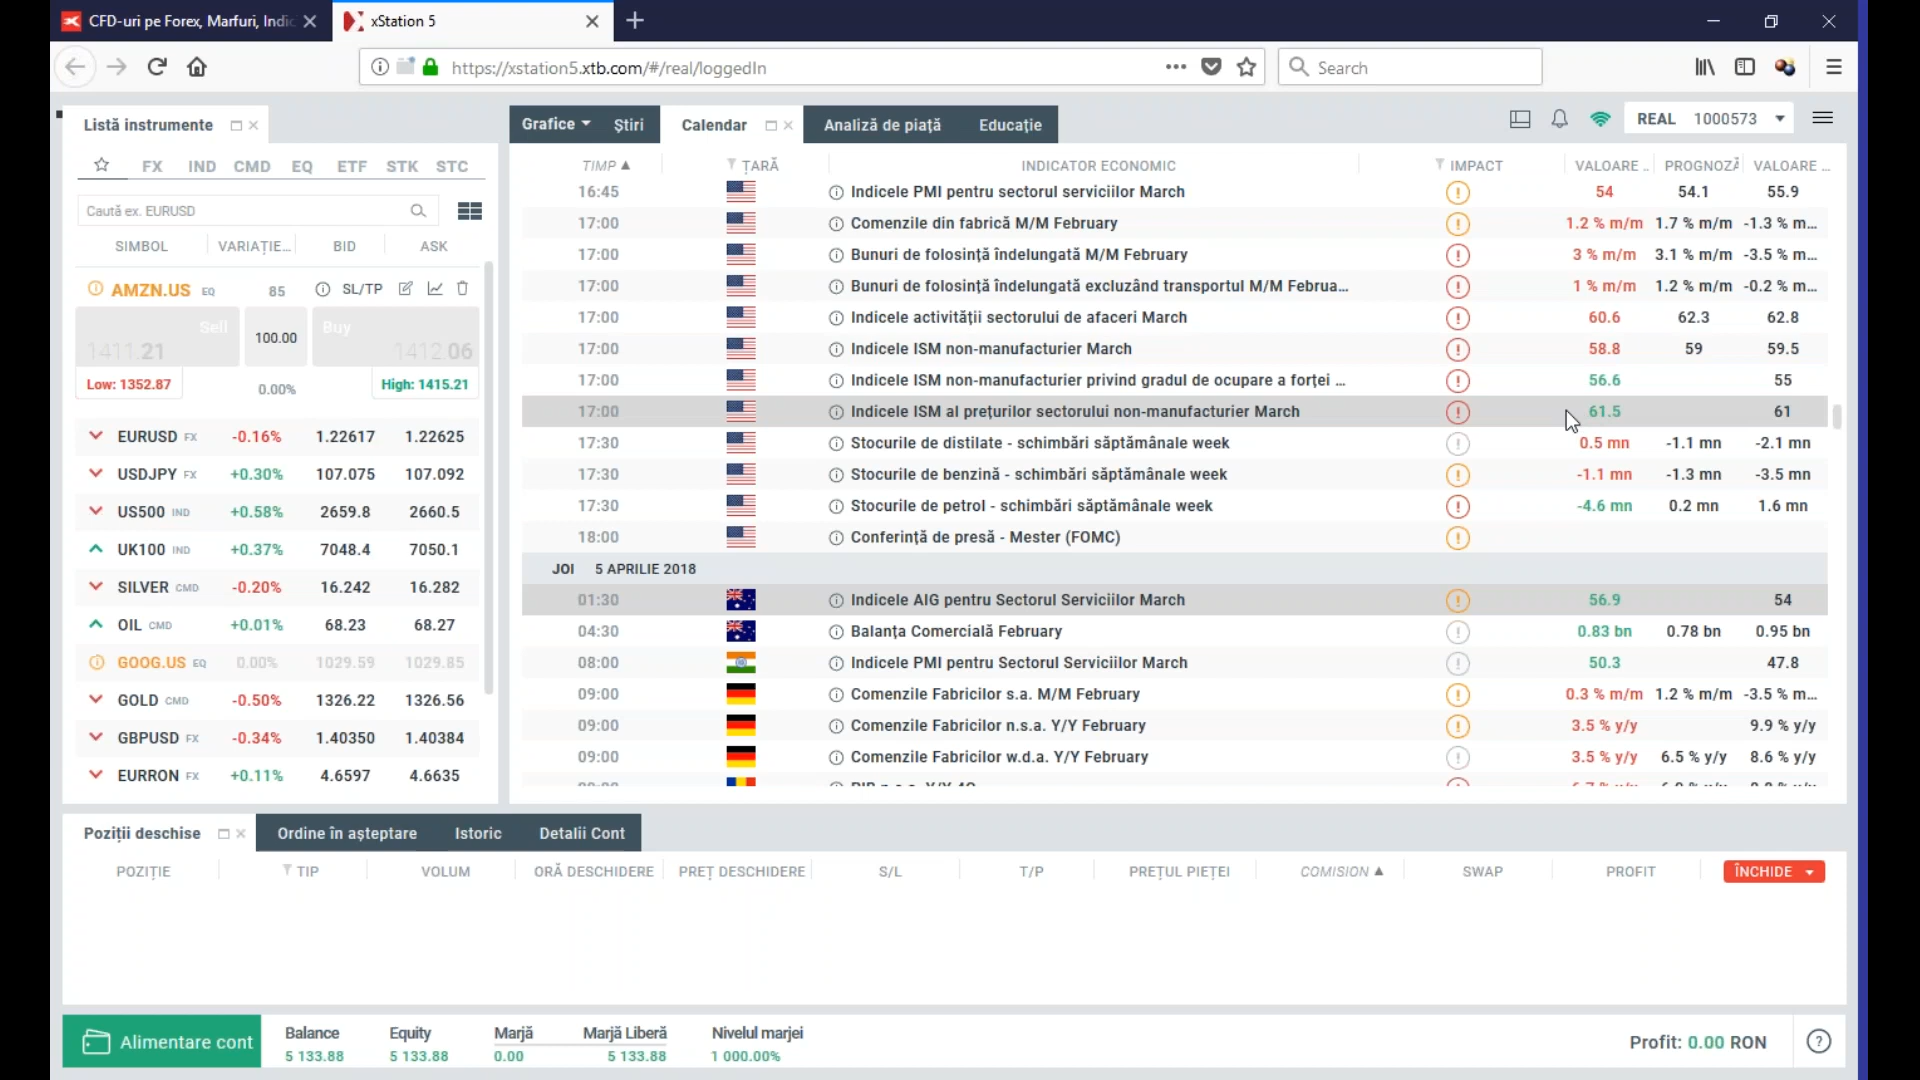 CFD-uri pe Forex, Marfuri, Indic
xStation 5
https://xstation5.xtb.com/#/real/loggedIn
Search
Listă instrumente
Grafice
Știri
Calendar
Analiză de piață
Educație
REAL 1000573
FX IND CMD EQ ETF STK STC
Caută ex. EURUSD
SIMBOL VARIAȚIE... BID ASK
AMZN.US EQ 85 SL/TP
Sell 1411.21
100.00
Buy 1412.06
Low: 1352.87
0.00%
High: 1415.21
EURUSD FX -0.16% 1.22617 1.22625
USDJPY FX +0.30% 107.075 107.092
US500 IND +0.58% 2659.8 2660.5
UK100 IND +0.37% 7048.4 7050.1
SILVER CMD -0.20% 16.242 16.282
OIL CMD +0.01% 68.23 68.27
GOOG.US EQ 0.00% 1029.59 1029.85
GOLD CMD -0.50% 1326.22 1326.56
GBPUSD FX -0.34% 1.40350 1.40384
EURRON FX +0.11% 4.6597 4.6635
TIMP ȚARĂ INDICATOR ECONOMIC IMPACT VALOARE .. PROGNOZĂ VALOARE ...
16:45 Indicele PMI pentru sectorul serviciilor March 54 54.1 55.9
17:00 Comenzile din fabrică M/M February 1.2 % m/m 1.7 % m/m -1.3 % m...
17:00 Bunuri de folosință îndelungată M/M February 3 % m/m 3.1 % m/m -3.5 % m...
17:00 Bunuri de folosință îndelungată excluzând transportul M/M Februa... 1 % m/m 1.2 % m/m -0.2 % m...
17:00 Indicele activității sectorului de afaceri March 60.6 62.3 62.8
17:00 Indicele ISM non-manufacturier March 58.8 59 59.5
17:00 Indicele ISM non-manufacturier privind gradul de ocupare a forței ... 56.6 55
17:00 Indicele ISM al prețurilor sectorului non-manufacturier March 61.5 61
17:30 Stocurile de distilate - schimbări săptămânale week 0.5 mn -1.1 mn -2.1 mn
17:30 Stocurile de benzină - schimbări săptămânale week -1.1 mn -1.3 mn -3.5 mn
17:30 Stocurile de petrol - schimbări săptămânale week -4.6 mn 0.2 mn 1.6 mn
18:00 Conferință de presă - Mester (FOMC)
JOI 5 APRILIE 2018
01:30 Indicele AIG pentru Sectorul Serviciilor March 56.9 54
04:30 Balanța Comercială February 0.83 bn 0.78 bn 0.95 bn
08:00 Indicele PMI pentru Sectorul Serviciilor March 50.3 47.8
09:00 Comenzile Fabricilor s.a. M/M February 0.3 % m/m 1.2 % m/m -3.5 % m...
09:00 Comenzile Fabricilor n.s.a. Y/Y February 3.5 % y/y 9.9 % y/y
09:00 Comenzile Fabricilor w.d.a. Y/Y February 3.5 % y/y 6.5 % y/y 8.6 % y/y
Poziții deschise
Ordine în așteptare
Istoric
Detalii Cont
POZIȚIE TIP VOLUM ORĂ DESCHIDERE PREȚ DESCHIDERE S/L T/P PREȚUL PIEȚEI COMISION SWAP PROFIT ÎNCHIDE
Alimentare cont
Balance Equity Marjă Marjă Liberă Nivelul marjei
5 133.88 5 133.88 0.00 5 133.88 1 000.00%
Profit: 0.00 RON